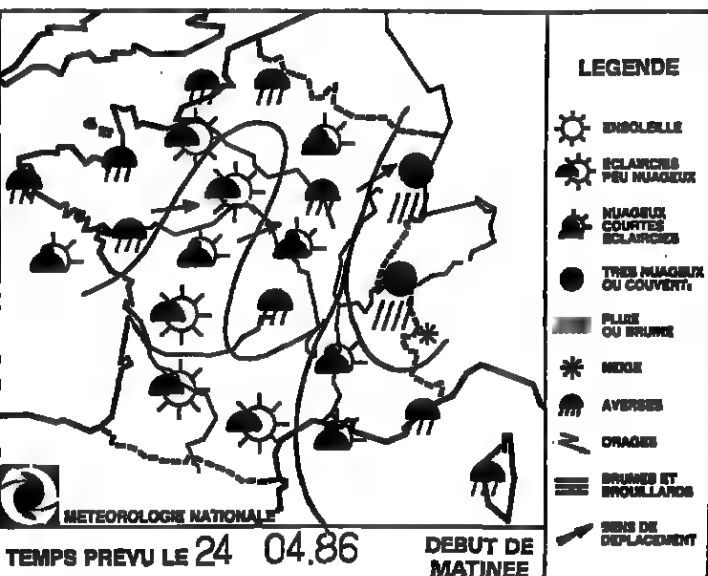 LEGENDE
ENSOLEILLE
ECLAIRCIES
PEU NUAGEUX
NUAGEUX
COURTES
ECLAIRCIES
TRES NUAGEUX
OU COUVERT
PLUIE
OU BRUINE
NEIGE
AVERSES
ORAGES
BRUMES ET
BROUILLARDS
SENS DE
DEPLACEMENT
METEOROLOGIE NATIONALE
TEMPS PREVU LE 24 04.86
DEBUT DE
MATINEE